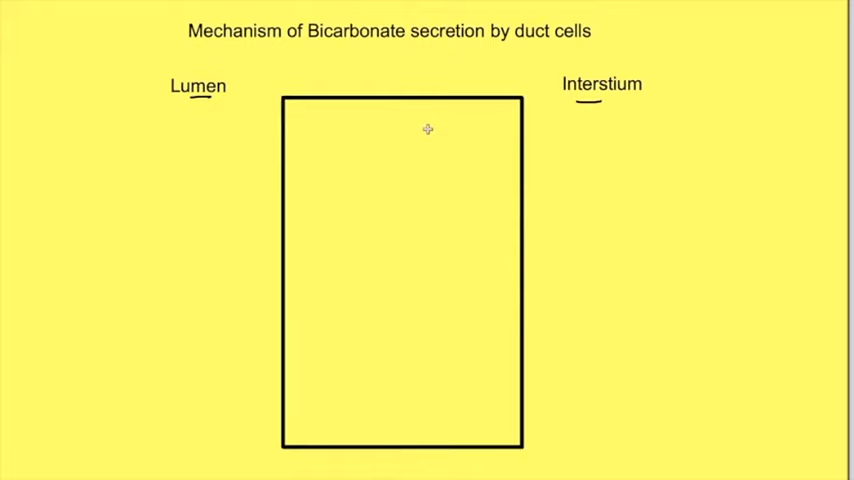 Mechanism of Bicarbonate secretion by duct cells
Lumen
Interstium